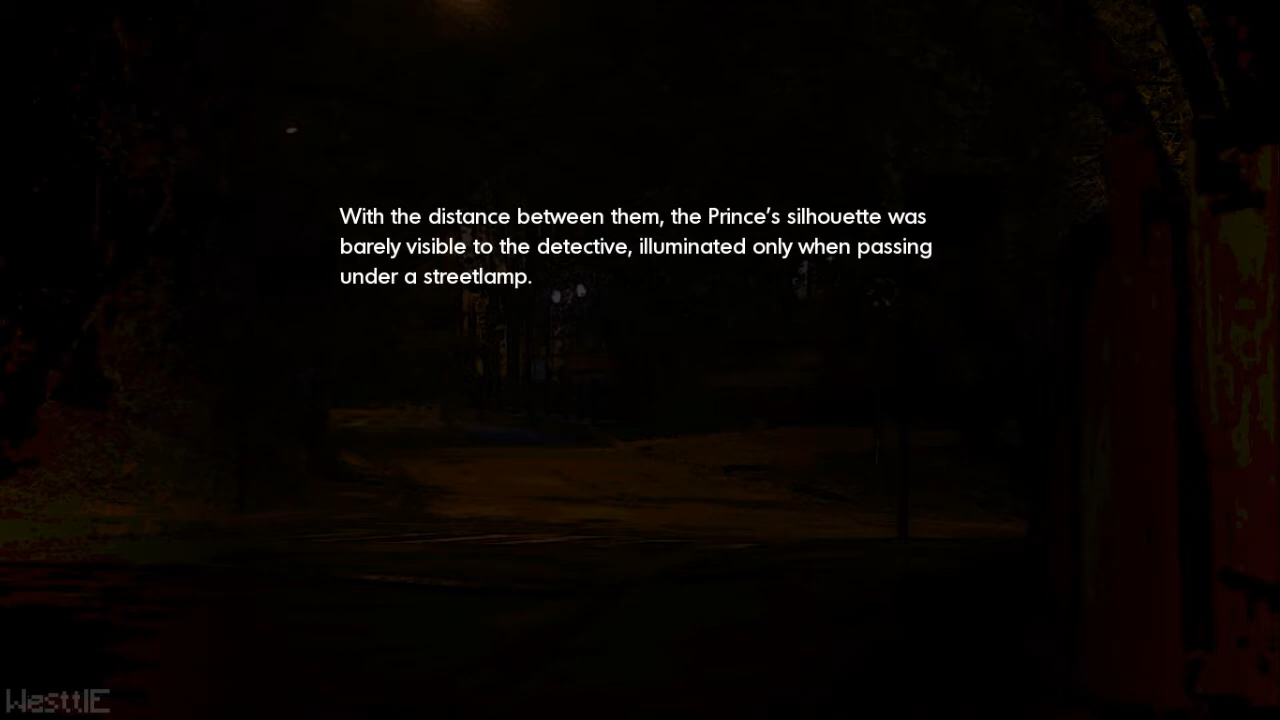 With the distance between them, the Prince’s silhouette was
barely visible to the detective, illuminated only when passing
under a streetlamp.
WesttlE